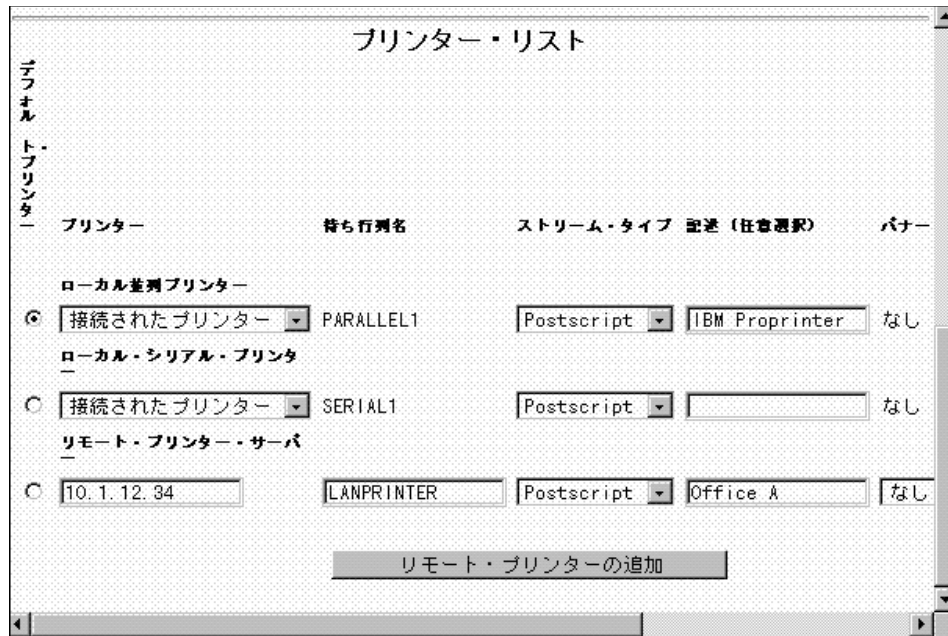 プリンター・リスト
デフォルト・プリンター
プリンター 待ち行列名 ストリーム・タイプ 記述（任意選択） バナー
ローカル並列プリンター
接続されたプリンター PARALLEL1 Postscript IBM Proprinter なし
ローカル・シリアル・プリンター
接続されたプリンター SERIAL1 Postscript なし
リモート・プリンター・サーバー
10.1.12.34 LANPRINTER Postscript Office A なし
リモート・プリンターの追加